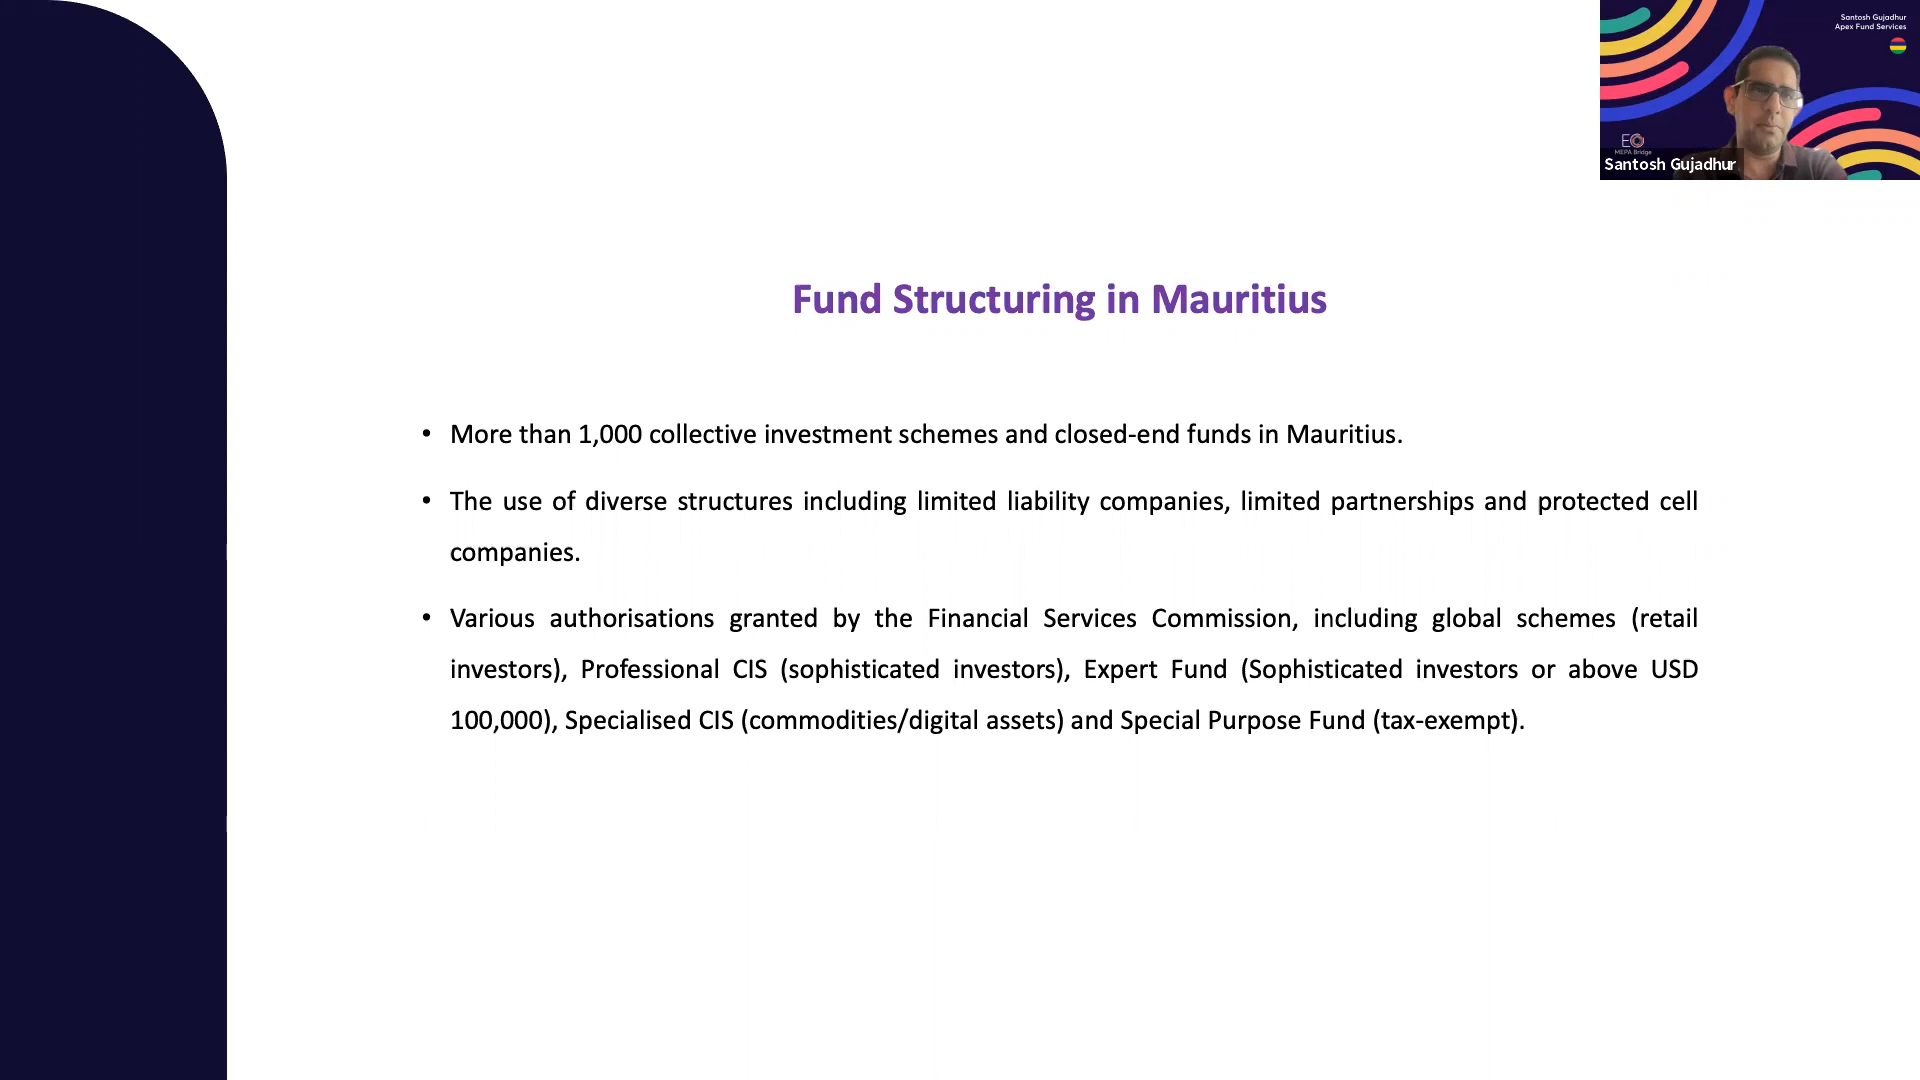 Santosh Gujadhur
Apex Fund Services
EQ
MEPA Bridge
Santosh Gujadhur
Fund Structuring in Mauritius
• More than 1,000 collective investment schemes and closed-end funds in Mauritius.
• The use of diverse structures including limited liability companies, limited partnerships and protected cell
companies.
• Various authorisations granted by the Financial Services Commission, including global schemes (retail
investors), Professional CIS (sophisticated investors), Expert Fund (Sophisticated investors or above USD
100,000), Specialised CIS (commodities/digital assets) and Special Purpose Fund (tax-exempt).